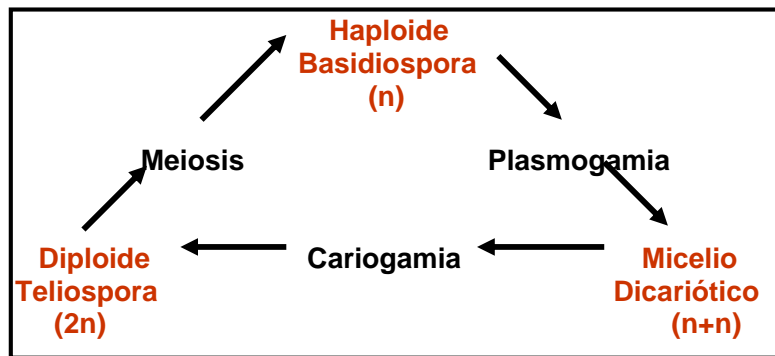 Haploide
Basidiospora
(n)
Meiosis
Plasmogamia
Diploide
Teliospora
(2n)
Cariogamia
Micelio
Dicariótico
(n+n)